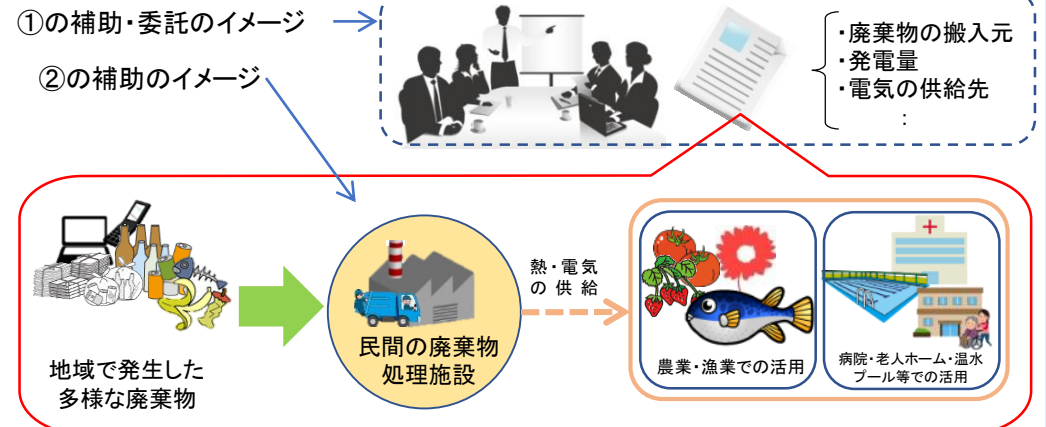 ①の補助・委託のイメージ
②の補助のイメージ
・廃棄物の搬入元
・発電量
・電気の供給先
：
地域で発生した
多様な廃棄物
民間の廃棄物
処理施設
熱・電気
の 供 給
農業・漁業での活用
病院・老人ホーム・温水
プール等での活用